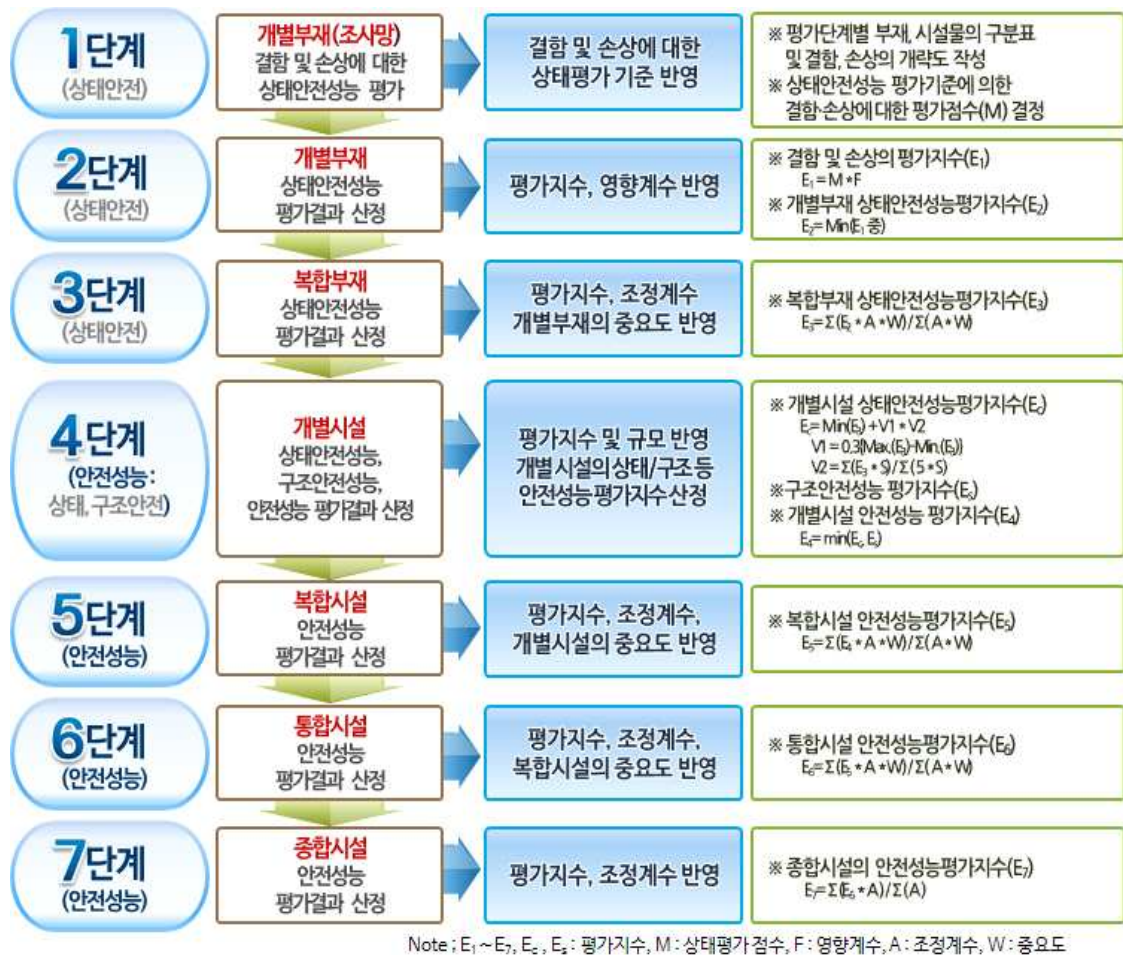 1단계
(상태안전)
개별부재(조사망)
결함 및 손상에 대한
상태안전성능 평가
결함 및 손상에 대한
상태평가 기준 반영
※ 평가단계별 부재, 시설물의 구분표
및 결함, 손상의 개략도 작성
※ 상태안전성능 평가기준에 의한
결함·손상에 대한 평가점수(M) 결정
2단계
(상태안전)
개별부재
상태안전성능
평가결과 산정
평가지수, 영향계수 반영
※ 결함 및 손상의 평가지수(E₁)
E₁ = M * F
※ 개별부재 상태안전성능평가지수(E₂)
E₂= Min(E₁ 중)
3단계
(상태안전)
복합부재
상태안전성능
평가결과 산정
평가지수, 조정계수
개별부재의 중요도 반영
※ 복합부재 상태안전성능평가지수(E₃)
E₃=Σ(E₂ * A * W)/Σ(A * W)
4단계
(안전성능:
상태, 구조안전)
개별시설
상태안전성능,
구조안전성능,
안전성능 평가결과 산정
평가지수 및 규모 반영
개별 시설의 상태/구조 등
안전성능 평가지수 산정
※ 개별시설 상태안전성능평가지수(E꜀)
E꜀= Min(E₃) + V1 * V2
V1 = 0.3{Max.(E₃)-Min.(E₃)}
V2 = Σ(E₃ * S)/Σ(5 * S)
※구조안전성능 평가지수(Eₛ)
※ 개별시설 안전성능 평가지수(E₄)
E₄= min(E꜀, Eₛ)
5단계
(안전성능)
복합시설
안전성능
평가결과 산정
평가지수, 조정계수,
개별시설의 중요도 반영
※ 복합시설 안전성능평가지수(E₅)
E₅=Σ(E₄ * A * W)/Σ(A * W)
6단계
(안전성능)
통합시설
안전성능
평가결과 산정
평가지수, 조정계수,
복합시설의 중요도 반영
※ 통합시설 안전성능평가지수(E₆)
E₆=Σ(E₅ * A * W)/Σ(A * W)
7단계
(안전성능)
종합시설
안전성능
평가결과 산정
평가지수, 조정계수 반영
※ 종합시설의 안전성능평가지수(E₇)
E₇=Σ(E₆ * A)/Σ(A)
Note ; E₁ ~ E₇, E꜀ , Eₛ : 평가지수, M : 상태평가 점수, F : 영향계수, A : 조정계수, W : 중요도